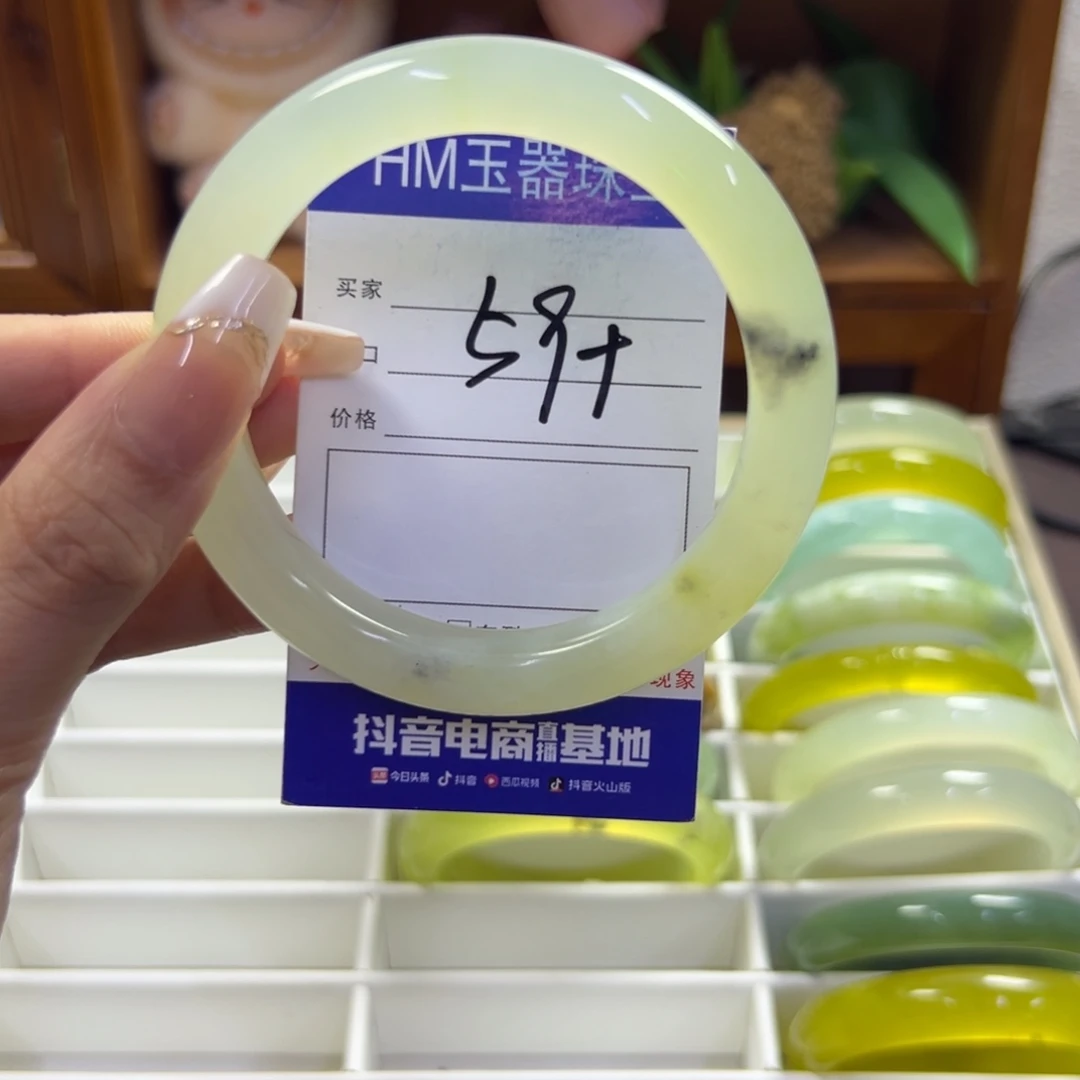 HM玉器珠
买家
59+
口
价格
现象
抖音电商直播基地
今日头条 抖音 西瓜视频 抖音火山版